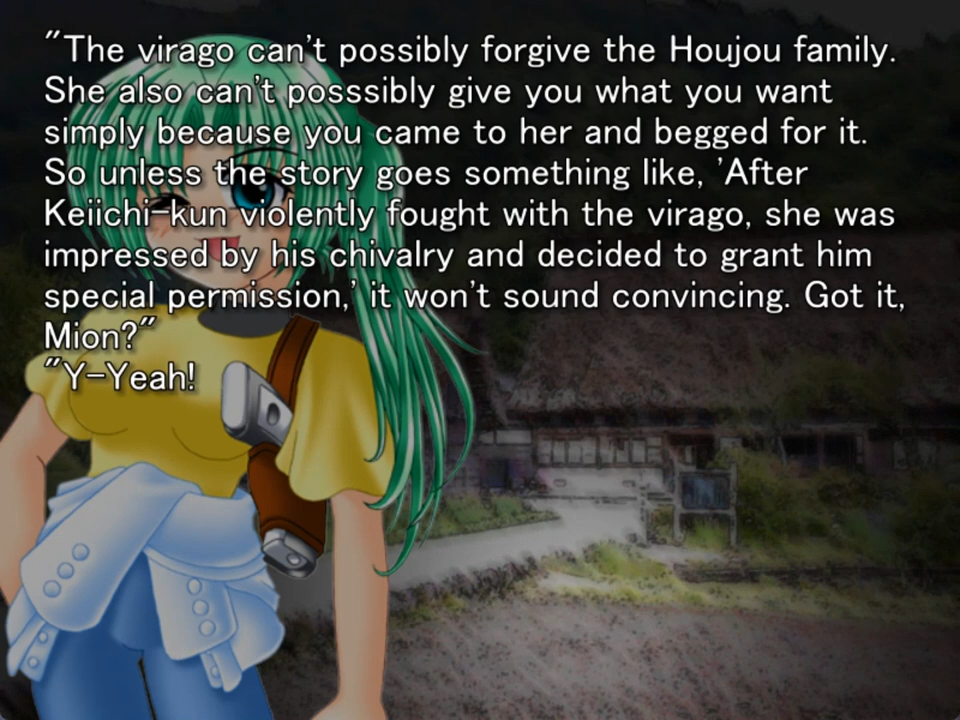 "The virago can't possibly forgive the Houjou family.
She also can't posssibly give you what you want
simply because you came to her and begged for it.
So unless the story goes something like, 'After
Keiichi-kun violently fought with the virago, she was
impressed by his chivalry and decided to grant him
special permission,' it won't sound convincing. Got it,
Mion?"
"Y-Yeah!